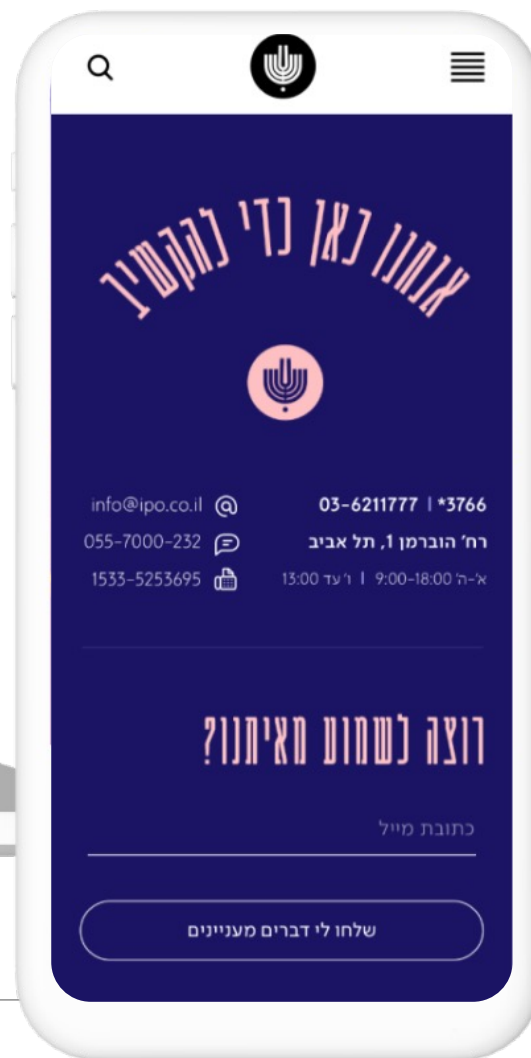 אנחנו כאן כדי להקשיב
*3766 | 03-6211777
info@ipo.co.il
רח׳ הוברמן 1, תל אביב
055-7000-232
א׳-ה׳ 9:00-18:00 | ו׳ עד 13:00
1533-5253695
רוצה לשמוע מאיתנו?
כתובת מייל
שלחו לי דברים מעניינים